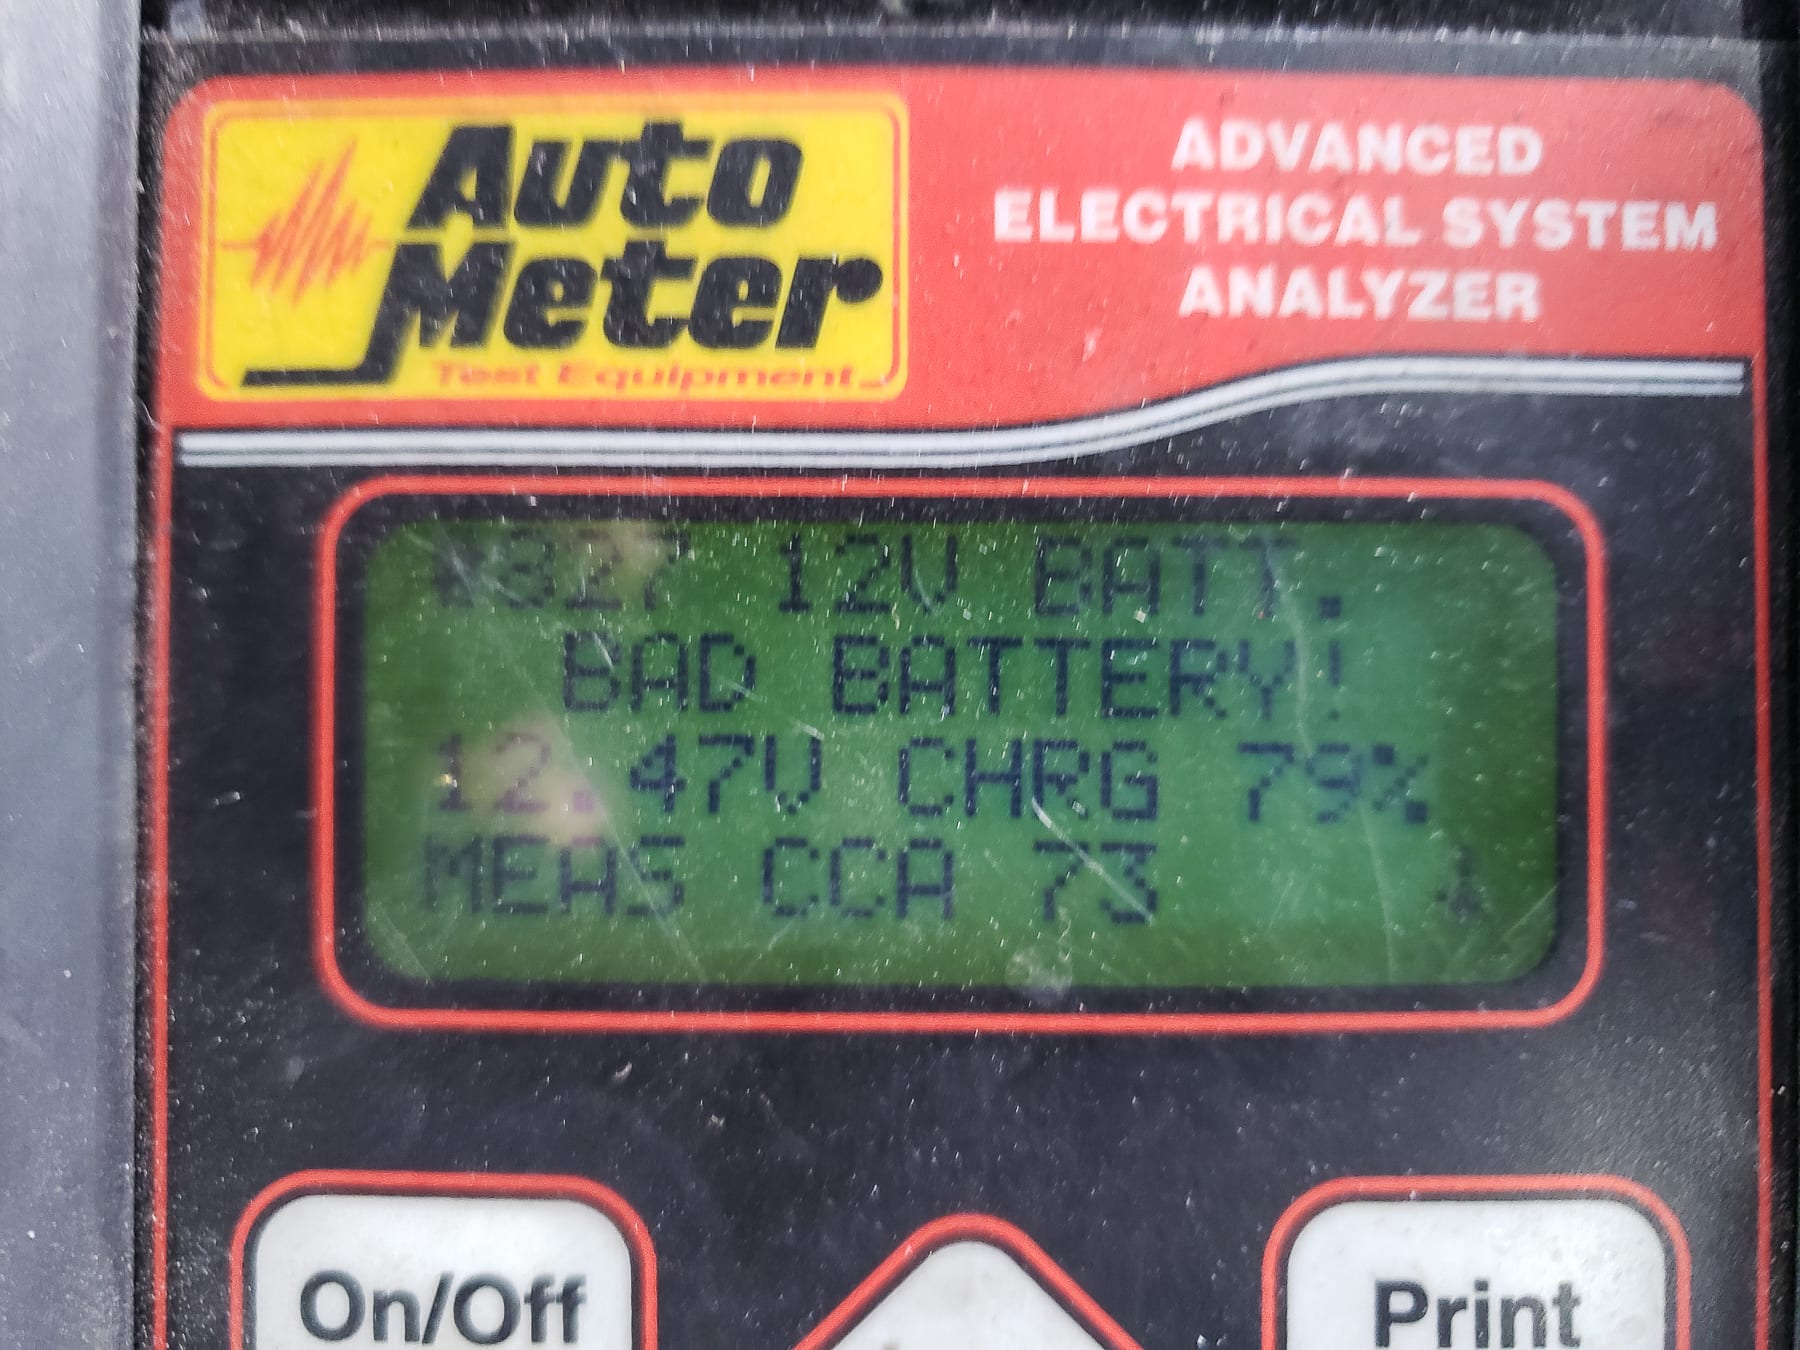 Auto
Meter
Test Equipment
ADVANCED
ELECTRICAL SYSTEM
ANALYZER
#327 12V BATT.
BAD BATTERY!
12.47V CHRG 79%
MEAS CCA 73
On/Off
Print